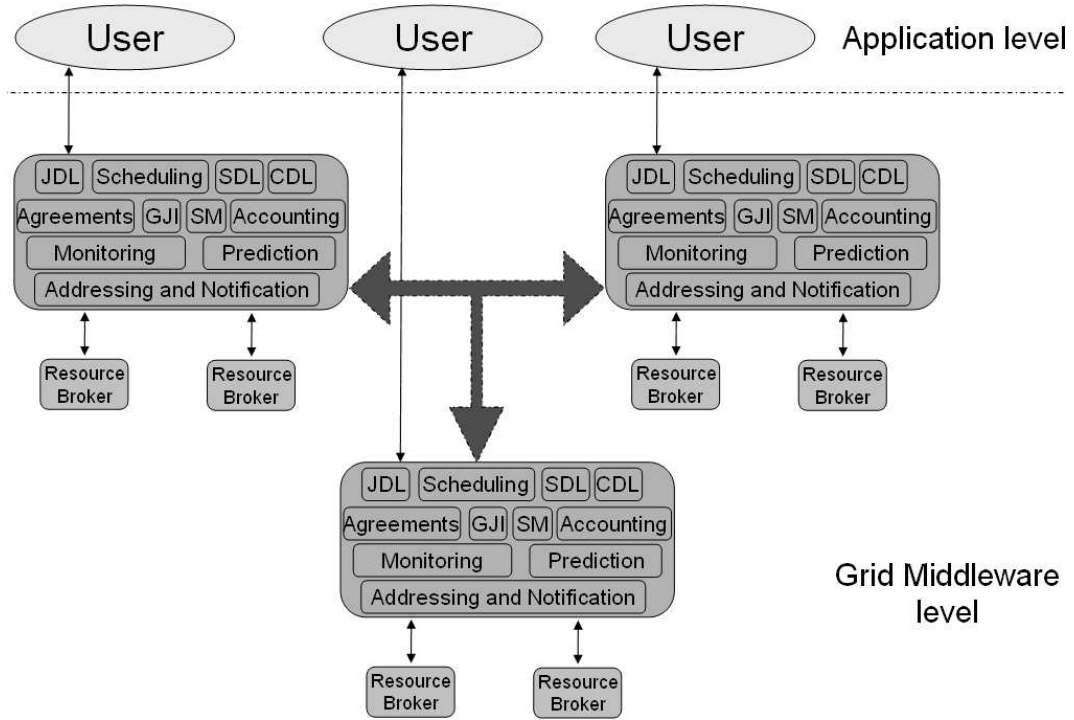 User
User
User
Application level
JDL
Scheduling
SDL
CDL
Agreements
GJI
SM
Accounting
Monitoring
Prediction
Addressing and Notification
Resource
Broker
Resource
Broker
JDL
Scheduling
SDL
CDL
Agreements
GJI
SM
Accounting
Monitoring
Prediction
Addressing and Notification
Resource
Broker
Resource
Broker
JDL
Scheduling
SDL
CDL
Agreements
GJI
SM
Accounting
Monitoring
Prediction
Addressing and Notification
Resource
Broker
Resource
Broker
Grid Middleware
level